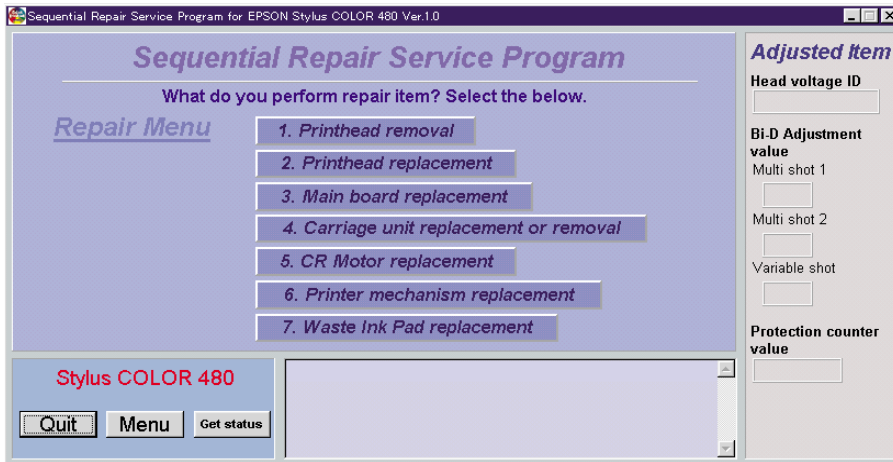 Sequential Repair Service Program for EPSON Stylus COLOR 480 Ver.1.0
Sequential Repair Service Program
What do you perform repair item? Select the below.
Repair Menu
1. Printhead removal
2. Printhead replacement
3. Main board replacement
4. Carriage unit replacement or removal
5. CR Motor replacement
6. Printer mechanism replacement
7. Waste Ink Pad replacement
Stylus COLOR 480
Quit
Menu
Get status
Adjusted Item
Head voltage ID
Bi-D Adjustment
value
Multi shot 1
Multi shot 2
Variable shot
Protection counter
value